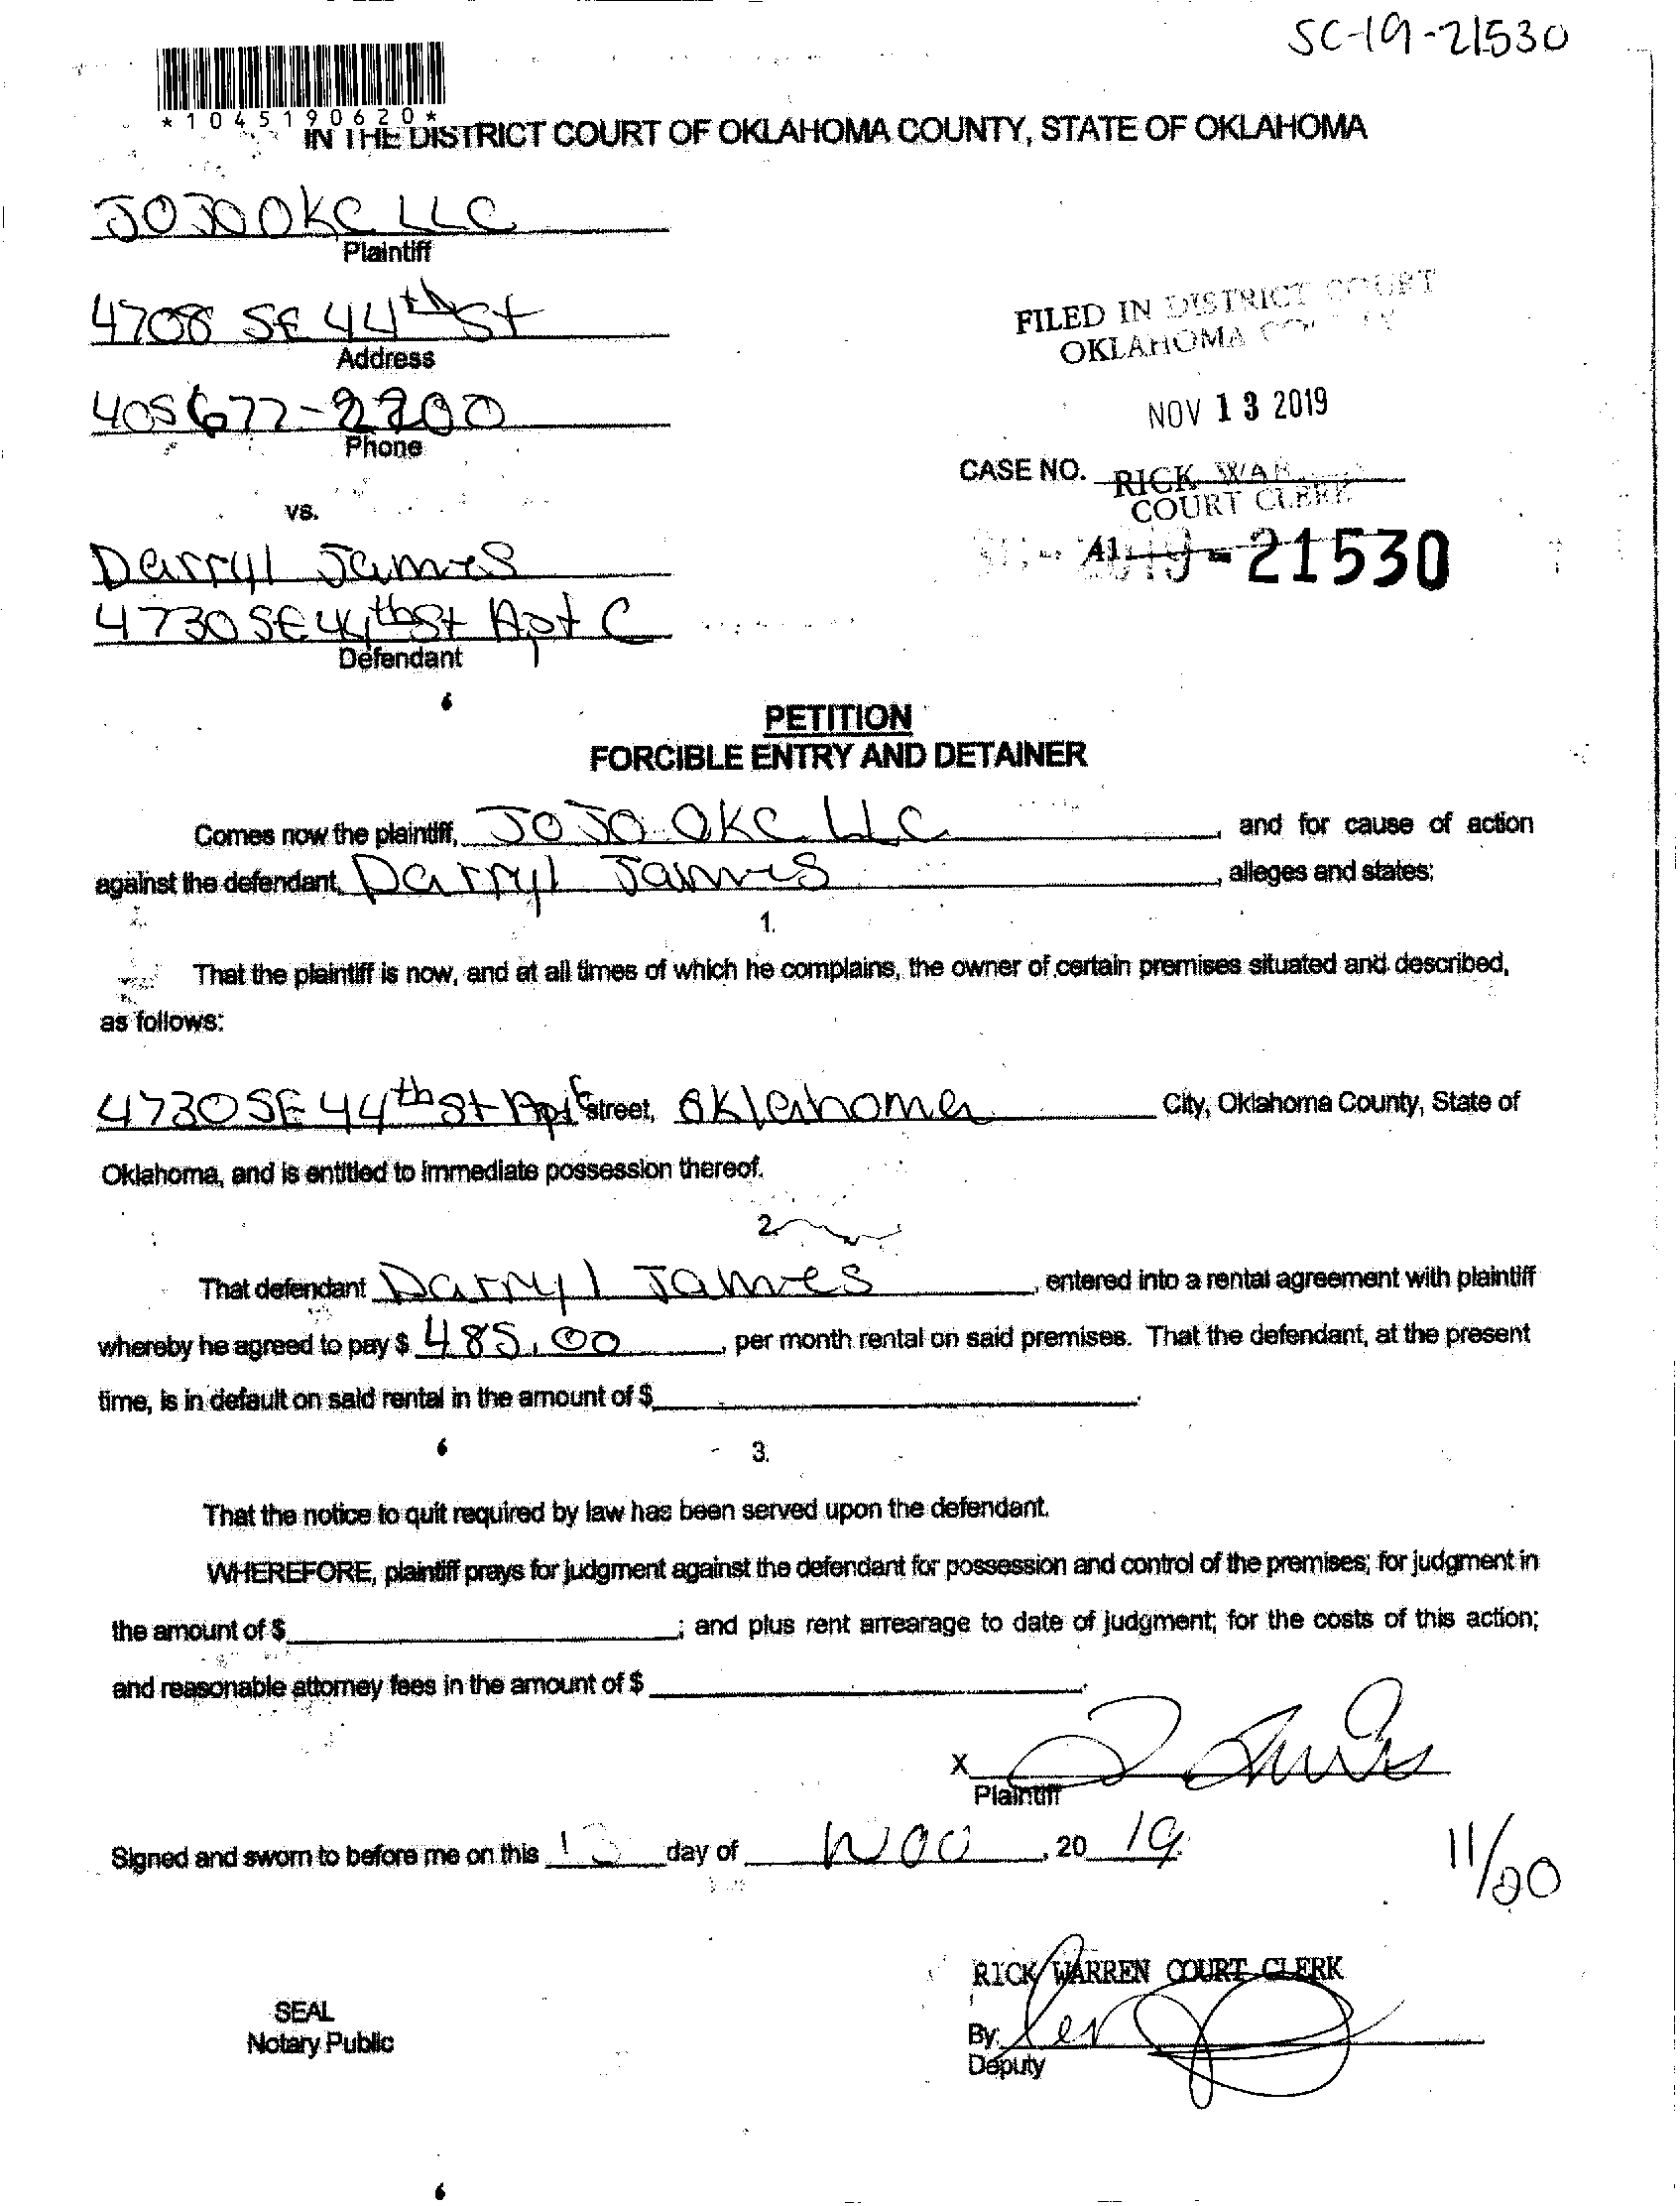 SC-19-21530
*1045190620*
IN THE DISTRICT COURT OF OKLAHOMA COUNTY, STATE OF OKLAHOMA
JOJO OKC LLC
Plaintiff
4708 SE 44th St
Address
405 677-2200
Phone
FILED IN DISTRICT COURT
OKLAHOMA
NOV 13 2019
CASE NO. RICK
COURT CLERK
vs.
21530
Darryl James
4730 SE 44th St Apt C
Defendant
PETITION
FORCIBLE ENTRY AND DETAINER
Comes now the plaintiff, JOJO OKC LLC, and for cause of action
against the defendant, Darryl James, alleges and states:
1.
That the plaintiff is now, and at all times of which he complains, the owner of certain premises situated and described,
as follows:
4730 SE 44th St Apt C street, Oklahoma City, Oklahoma County, State of
Oklahoma, and is entitled to immediate possession thereof.
2.
That defendant Darryl James, entered into a rental agreement with plaintiff
whereby he agreed to pay $ 485.00, per month rental on said premises. That the defendant, at the present
time, is in default on said rental in the amount of $
3.
That the notice to quit required by law has been served upon the defendant.
WHEREFORE, plaintiff prays for judgment against the defendant for possession and control of the premises; for judgment in
the amount of $ ; and plus rent arrearage to date of judgment; for the costs of this action;
and reasonable attorney fees in the amount of $
X
Plaintiff
Signed and sworn to before me on this 13 day of Nov, 20 19.
11/20
RICK WARREN COURT CLERK
SEAL
Notary Public
By:
Deputy